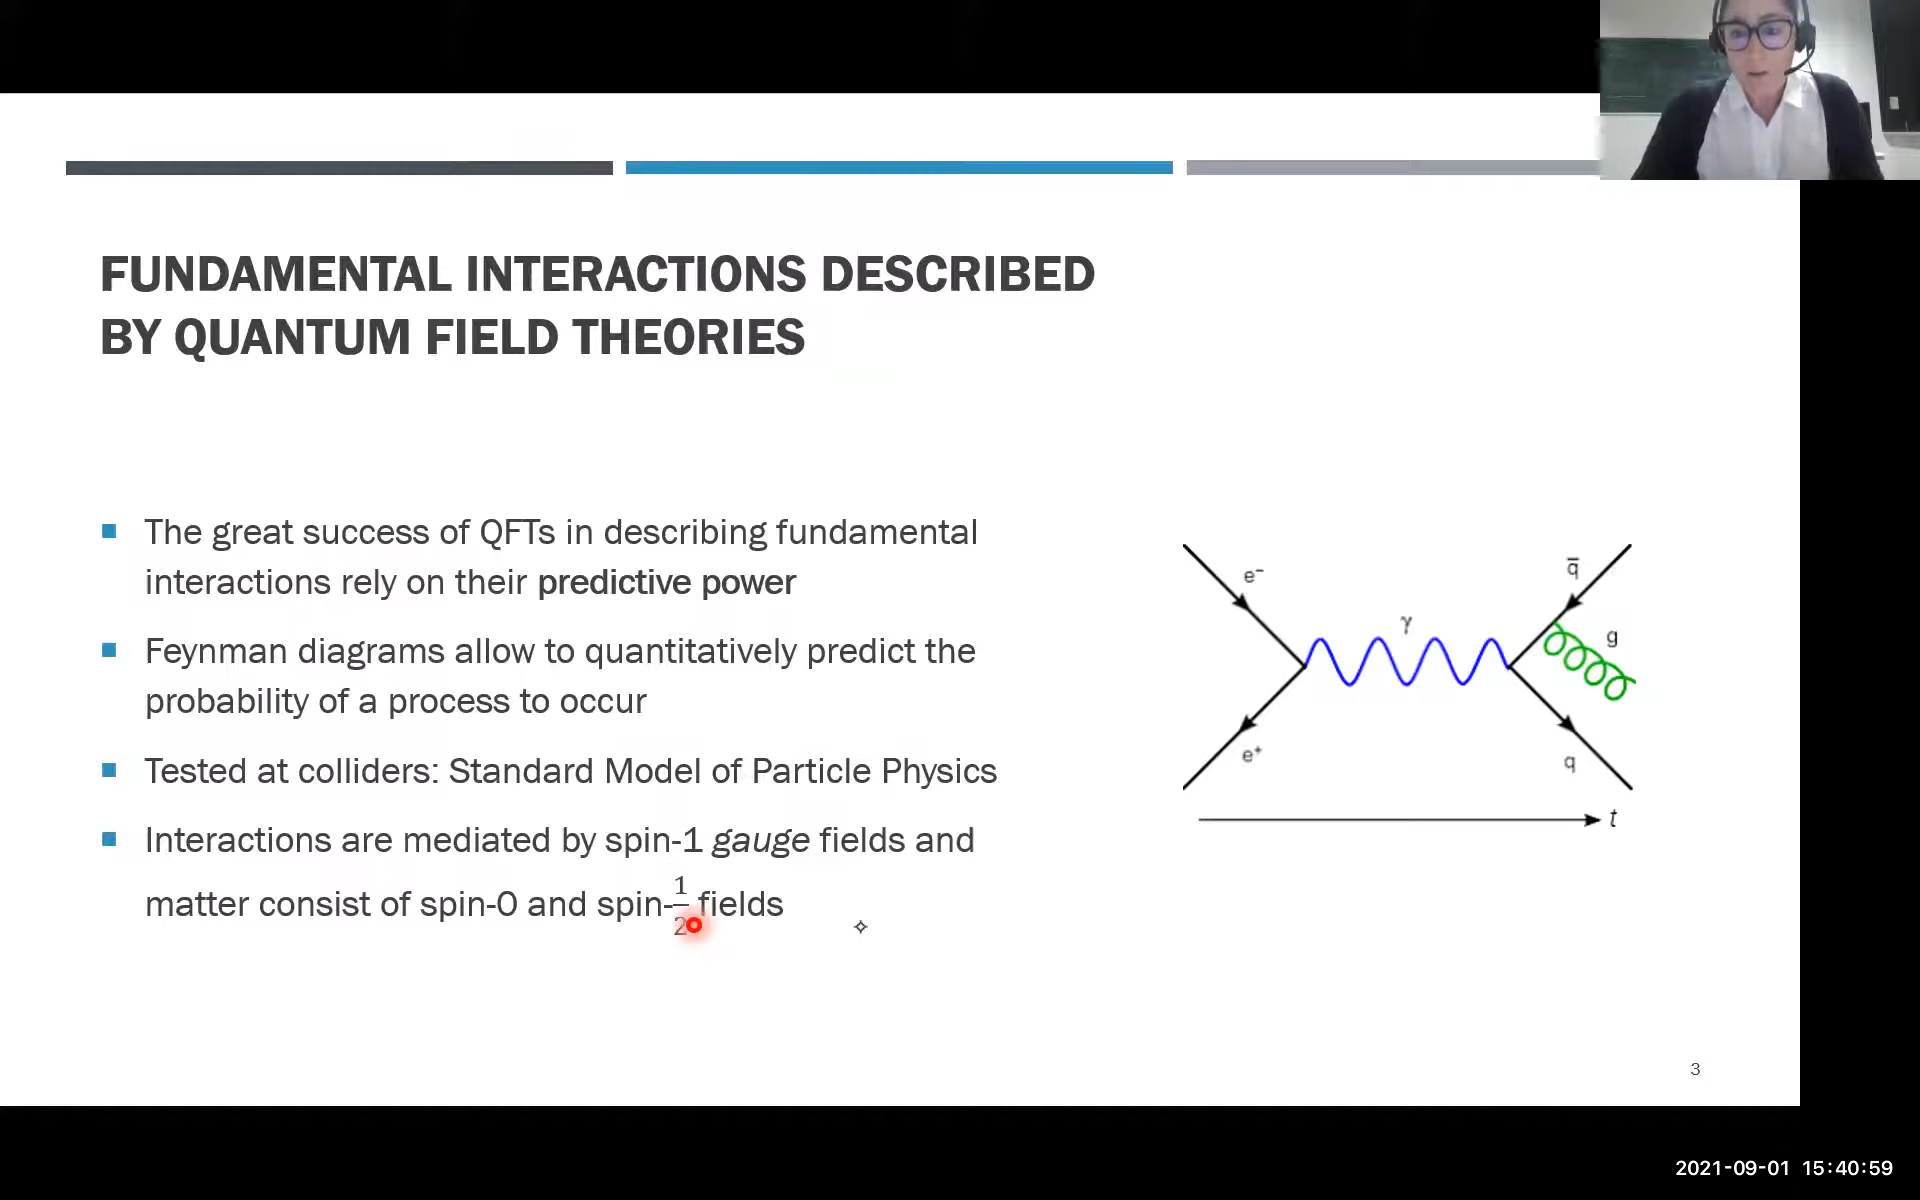 FUNDAMENTAL INTERACTIONS DESCRIBED
BY QUANTUM FIELD THEORIES
The great success of QFTs in describing fundamental
interactions rely on their predictive power
Feynman diagrams allow to quantitatively predict the
probability of a process to occur
Tested at colliders: Standard Model of Particle Physics
Interactions are mediated by spin-1 gauge fields and
matter consist of spin-0 and spin-1/2 fields
e⁻
q̄
γ
g
e⁺
q
t
3
2021-09-01 15:40:59